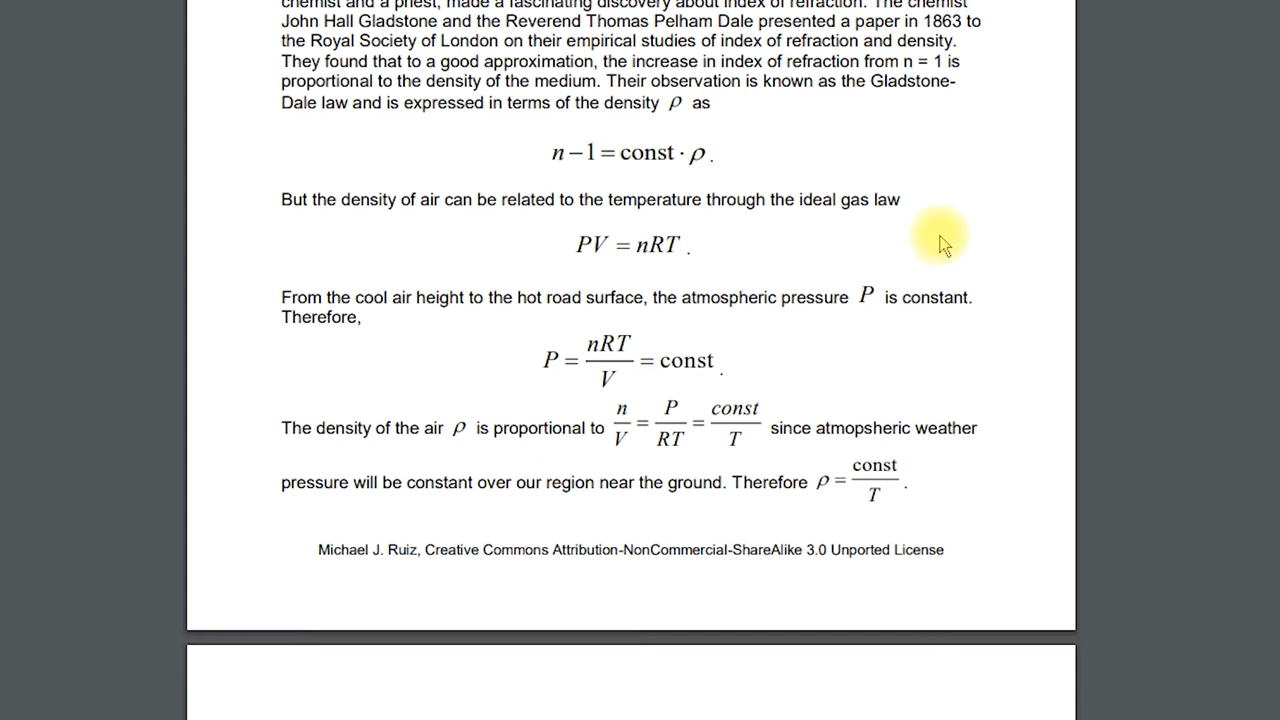 chemist and a priest, made a fascinating discovery about index of refraction. The chemist
John Hall Gladstone and the Reverend Thomas Pelham Dale presented a paper in 1863 to
the Royal Society of London on their empirical studies of index of refraction and density.
They found that to a good approximation, the increase in index of refraction from n = 1 is
proportional to the density of the medium. Their observation is known as the Gladstone-
Dale law and is expressed in terms of the density ρ as
n − 1 = const · ρ .
But the density of air can be related to the temperature through the ideal gas law
PV = nRT .
From the cool air height to the hot road surface, the atmospheric pressure P is constant.
Therefore,
P = nRT / V = const .
The density of the air ρ is proportional to n / V = P / RT = const / T since atmopsheric weather
pressure will be constant over our region near the ground. Therefore ρ = const / T .
Michael J. Ruiz, Creative Commons Attribution-NonCommercial-ShareAlike 3.0 Unported License